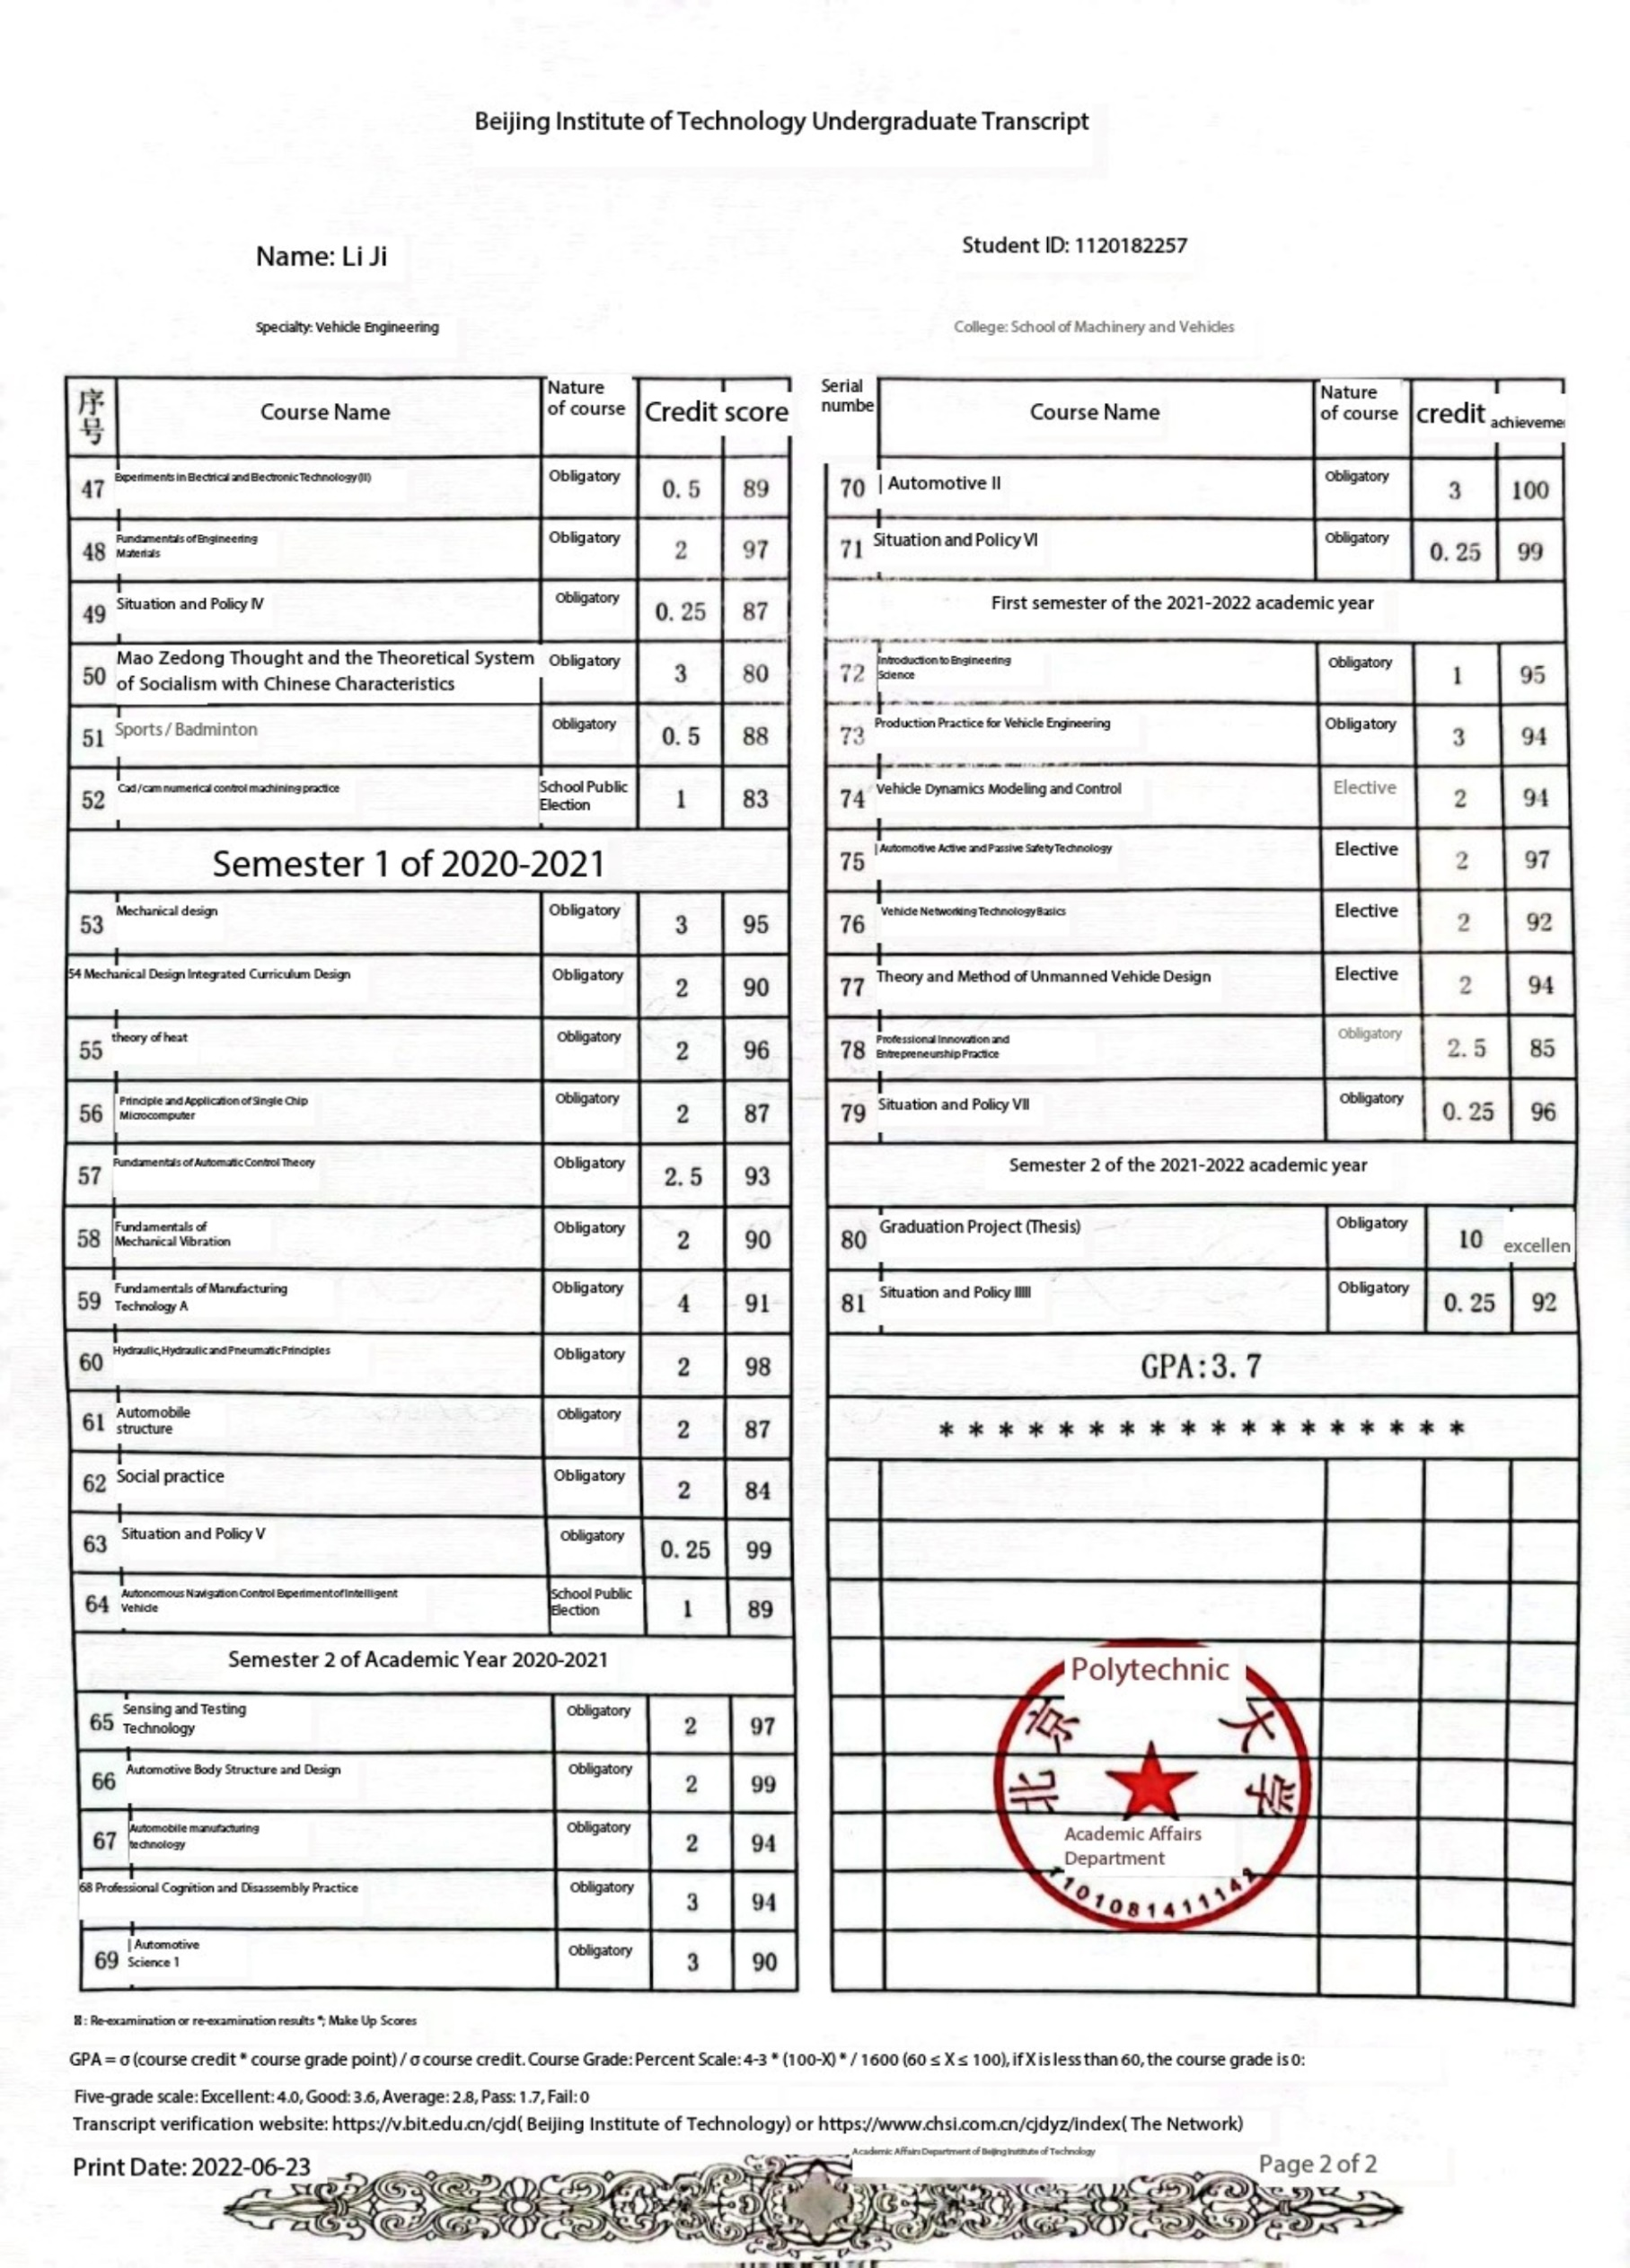 Beijing Institute of Technology Undergraduate Transcript
Name: Li Ji
Student ID: 1120182257
Specialty: Vehicle Engineering
College: School of Machinery and Vehicles
序号 Course Name Nature of course Credit score
47 Experiments in Electrical and Electronic Technology (II) Obligatory 0.5 89
48 Fundamentals of Engineering Materials Obligatory 2 97
49 Situation and Policy IV Obligatory 0.25 87
50 Mao Zedong Thought and the Theoretical System of Socialism with Chinese Characteristics Obligatory 3 80
51 Sports / Badminton Obligatory 0.5 88
52 Cad/cam numerical control machining practice School Public Election 1 83
Semester 1 of 2020-2021
53 Mechanical design Obligatory 3 95
54 Mechanical Design Integrated Curriculum Design Obligatory 2 90
55 theory of heat Obligatory 2 96
56 Principle and Application of Single Chip Microcomputer Obligatory 2 87
57 Fundamentals of Automatic Control Theory Obligatory 2.5 93
58 Fundamentals of Mechanical Vibration Obligatory 2 90
59 Fundamentals of Manufacturing Technology A Obligatory 4 91
60 Hydraulic, Hydraulic and Pneumatic Principles Obligatory 2 98
61 Automobile structure Obligatory 2 87
62 Social practice Obligatory 2 84
63 Situation and Policy V Obligatory 0.25 99
64 Autonomous Navigation Control Experiment of Intelligent Vehicle School Public Election 1 89
Semester 2 of Academic Year 2020-2021
65 Sensing and Testing Technology Obligatory 2 97
66 Automotive Body Structure and Design Obligatory 2 99
67 Automobile manufacturing technology Obligatory 2 94
68 Professional Cognition and Disassembly Practice Obligatory 3 94
69 | Automotive Science 1 Obligatory 3 90
Serial numbe Course Name Nature of course credit achieveme
70 | Automotive II Obligatory 3 100
71 Situation and Policy VI Obligatory 0.25 99
First semester of the 2021-2022 academic year
72 Introduction to Engineering Science Obligatory 1 95
73 Production Practice for Vehicle Engineering Obligatory 3 94
74 Vehicle Dynamics Modeling and Control Elective 2 94
75 | Automotive Active and Passive Safety Technology Elective 2 97
76 Vehicle Networking Technology Basics Elective 2 92
77 Theory and Method of Unmanned Vehicle Design Elective 2 94
78 Professional Innovation and Entrepreneurship Practice Obligatory 2.5 85
79 Situation and Policy VII Obligatory 0.25 96
Semester 2 of the 2021-2022 academic year
80 Graduation Project (Thesis) Obligatory 10 excellen
81 Situation and Policy IIIII Obligatory 0.25 92
GPA:3.7
* * * * * * * * * * * * * * * * * *
Polytechnic
北京 大学
Academic Affairs
Department
1101081411142
: Re-examination or re-examination results *; Make Up Scores
GPA = σ (course credit * course grade point) / σ course credit. Course Grade: Percent Scale: 4-3 * (100-X) * / 1600 (60 ≤ X ≤ 100), if X is less than 60, the course grade is 0:
Five-grade scale: Excellent: 4.0, Good: 3.6, Average: 2.8, Pass: 1.7, Fail: 0
Transcript verification website: https://v.bit.edu.cn/cjd( Beijing Institute of Technology) or https://www.chsi.com.cn/cjdyz/index( The Network)
Academic Affairs Department of Beijing Institute of Technology
Print Date: 2022-06-23
Page 2 of 2